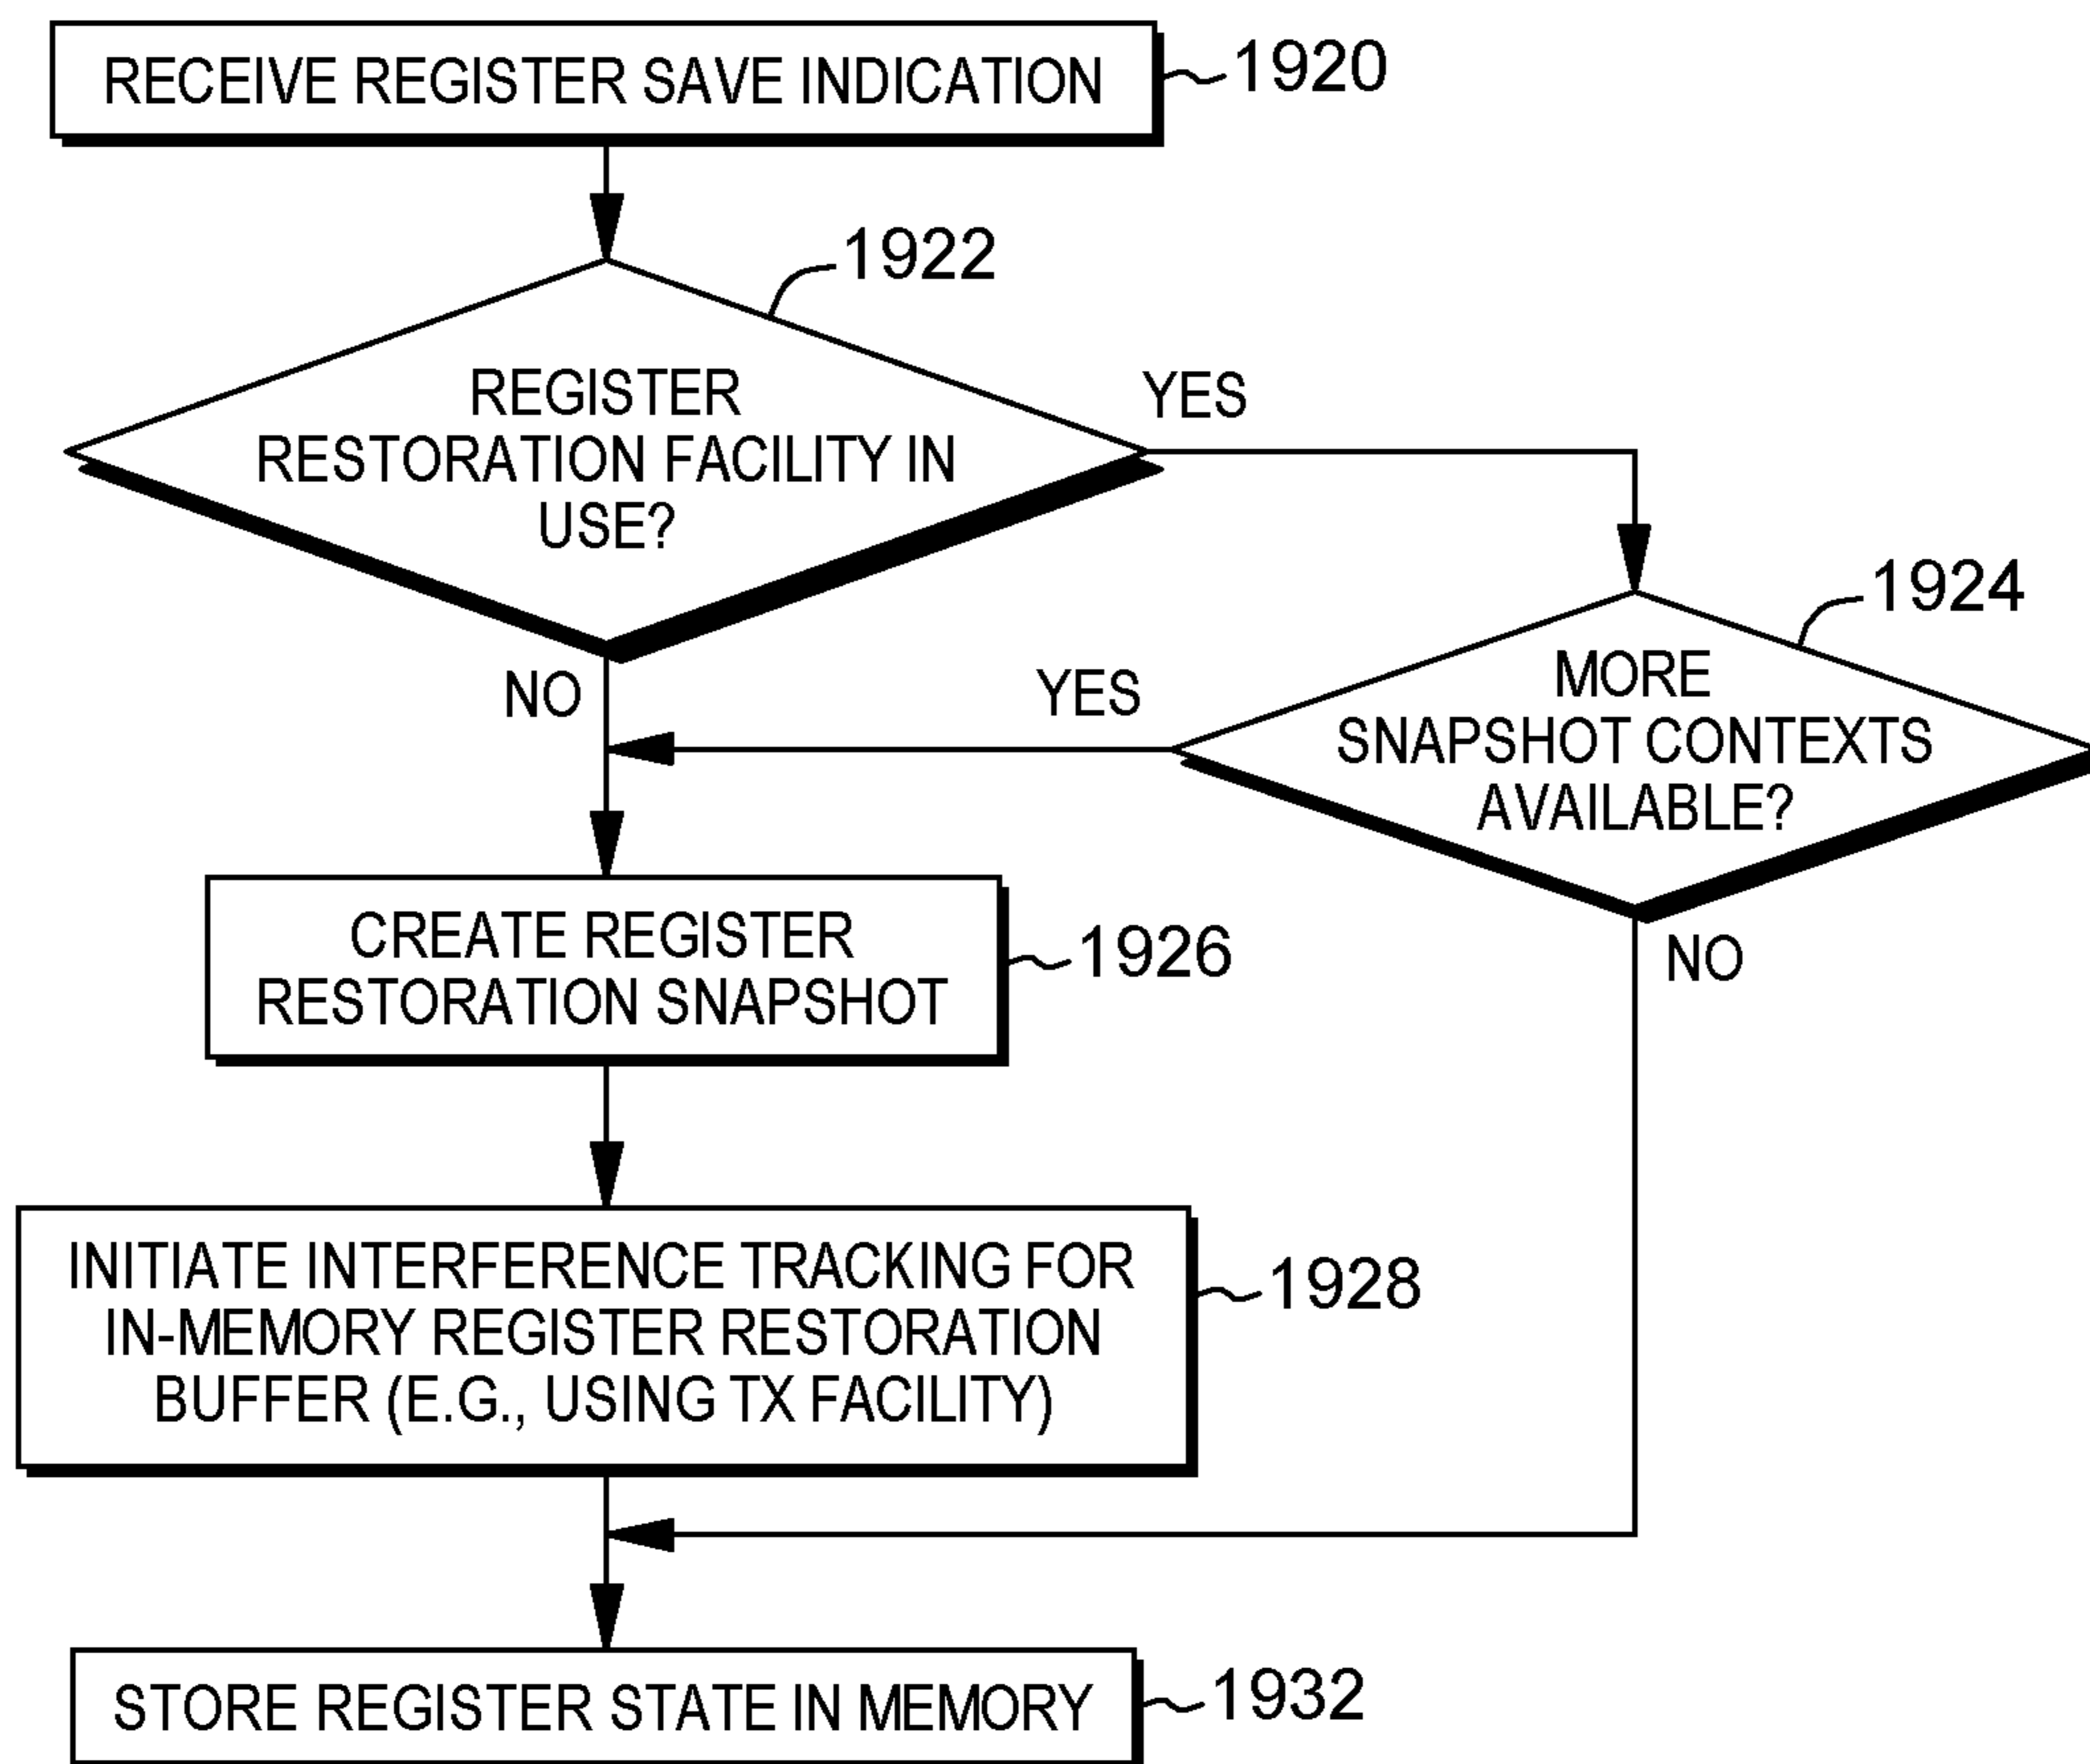 RECEIVE REGISTER SAVE INDICATION
1920
1922
REGISTER
RESTORATION FACILITY IN
USE?
YES
1924
MORE
SNAPSHOT CONTEXTS
AVAILABLE?
NO
YES
NO
CREATE REGISTER
RESTORATION SNAPSHOT
1926
INITIATE INTERFERENCE TRACKING FOR
IN-MEMORY REGISTER RESTORATION
BUFFER (E.G., USING TX FACILITY)
1928
STORE REGISTER STATE IN MEMORY
1932